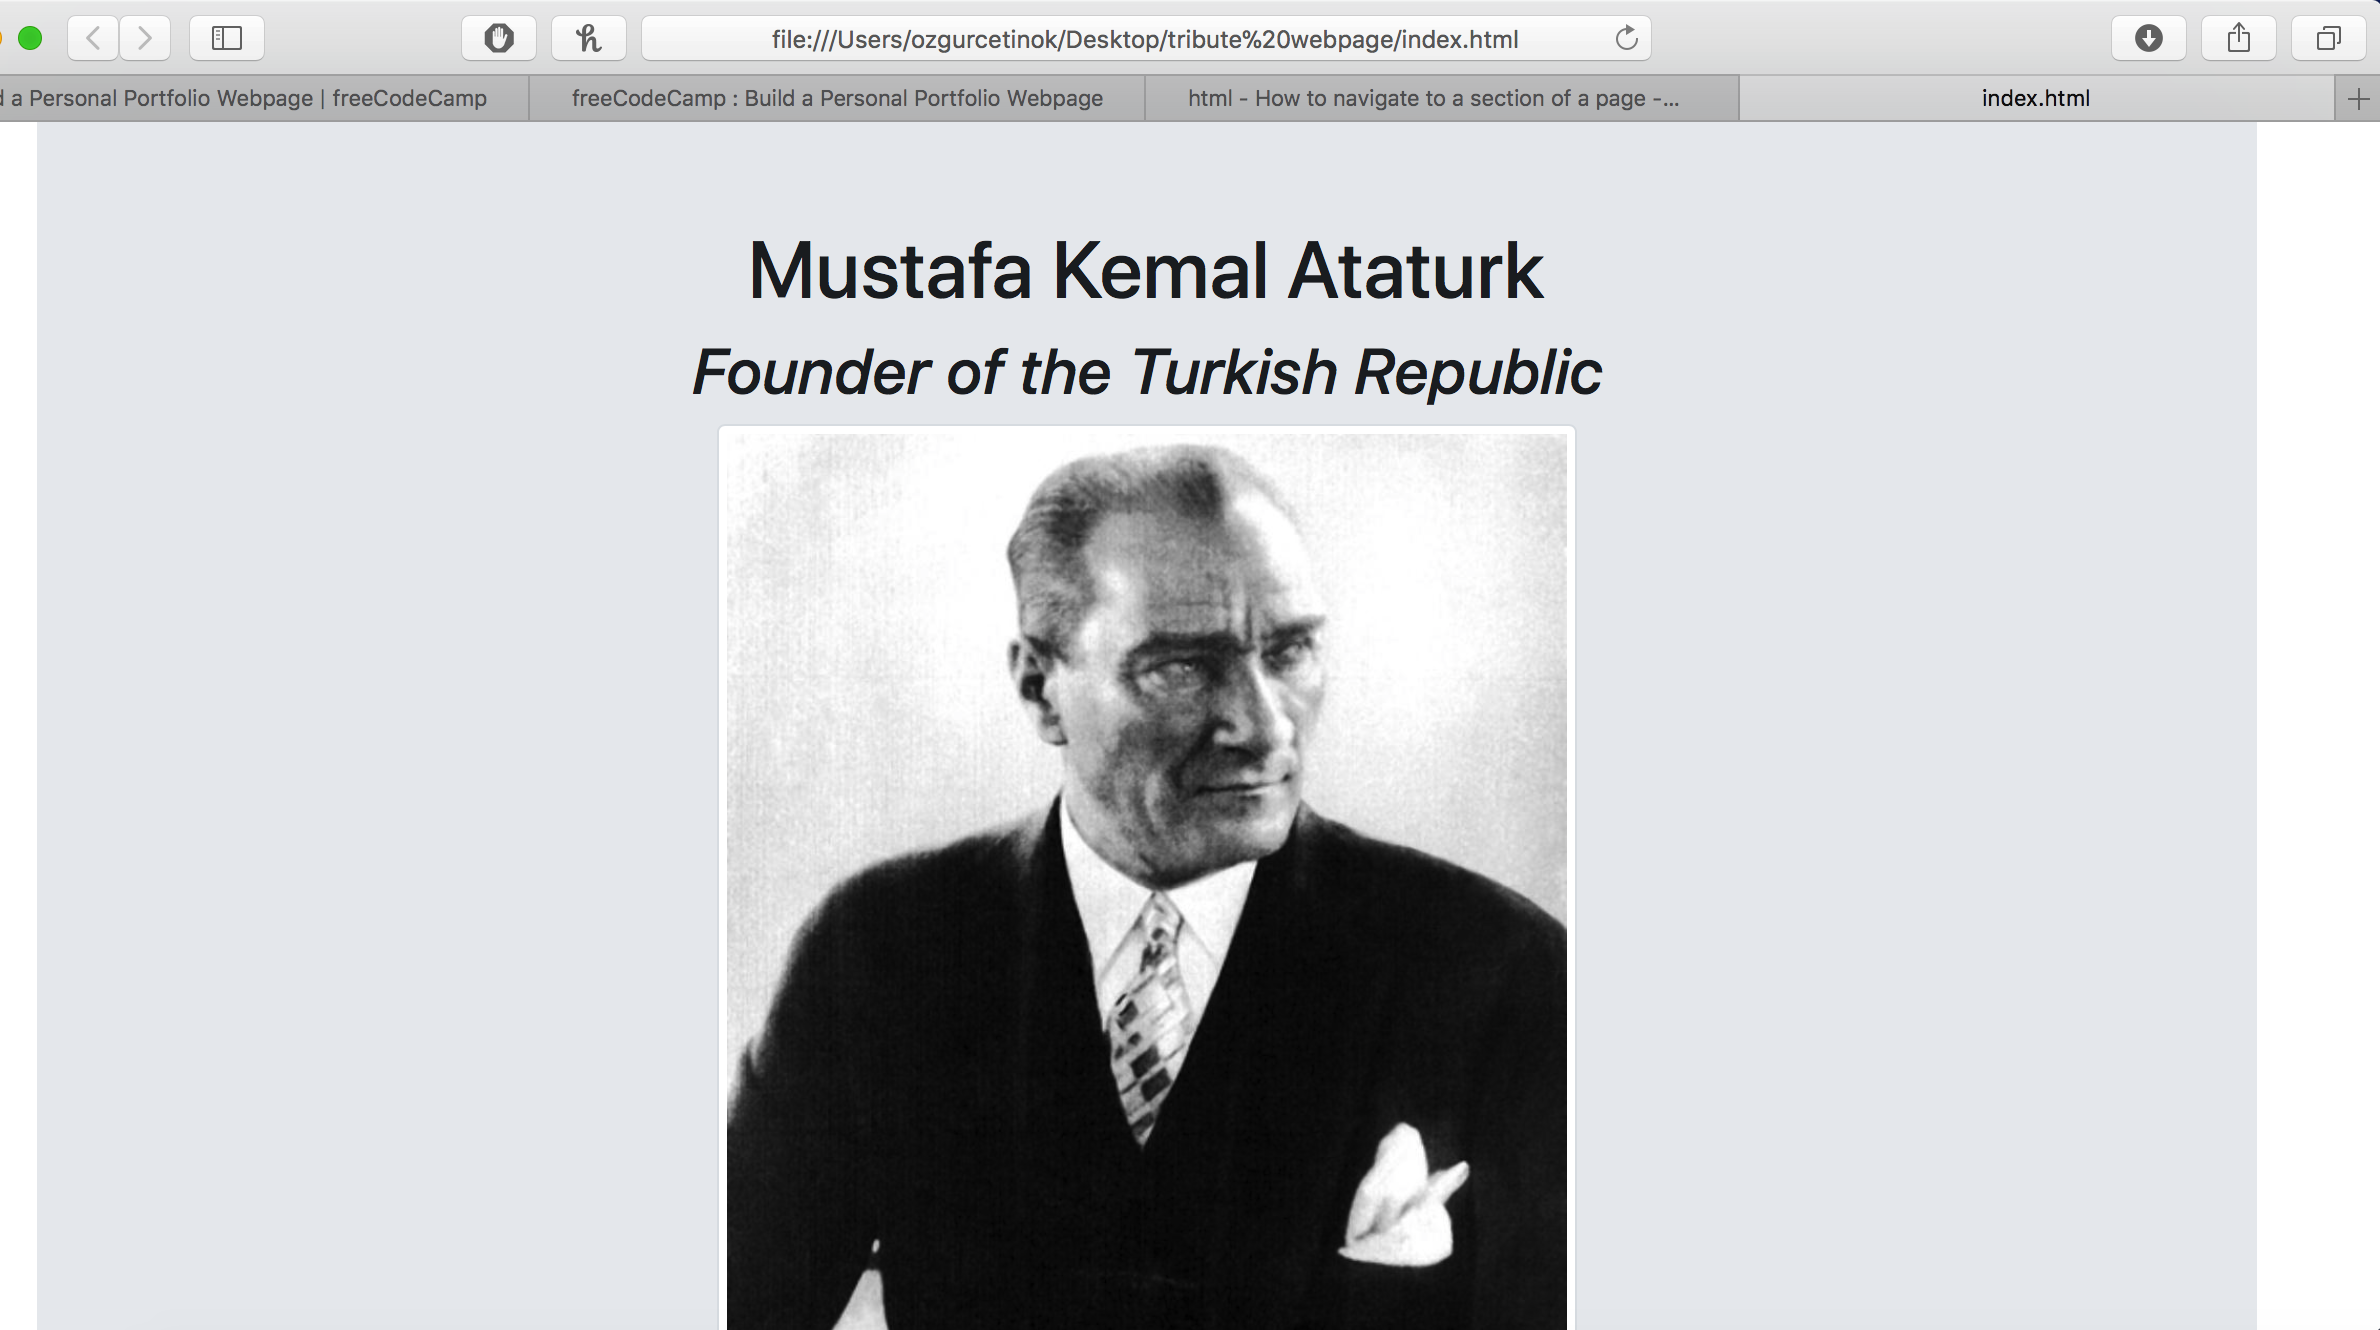 file:///Users/ozgurcetinok/Desktop/tribute%20webpage/index.html
a Personal Portfolio Webpage | freeCodeCamp
freeCodeCamp : Build a Personal Portfolio Webpage
html - How to navigate to a section of a page -...
index.html
Mustafa Kemal Ataturk
Founder of the Turkish Republic